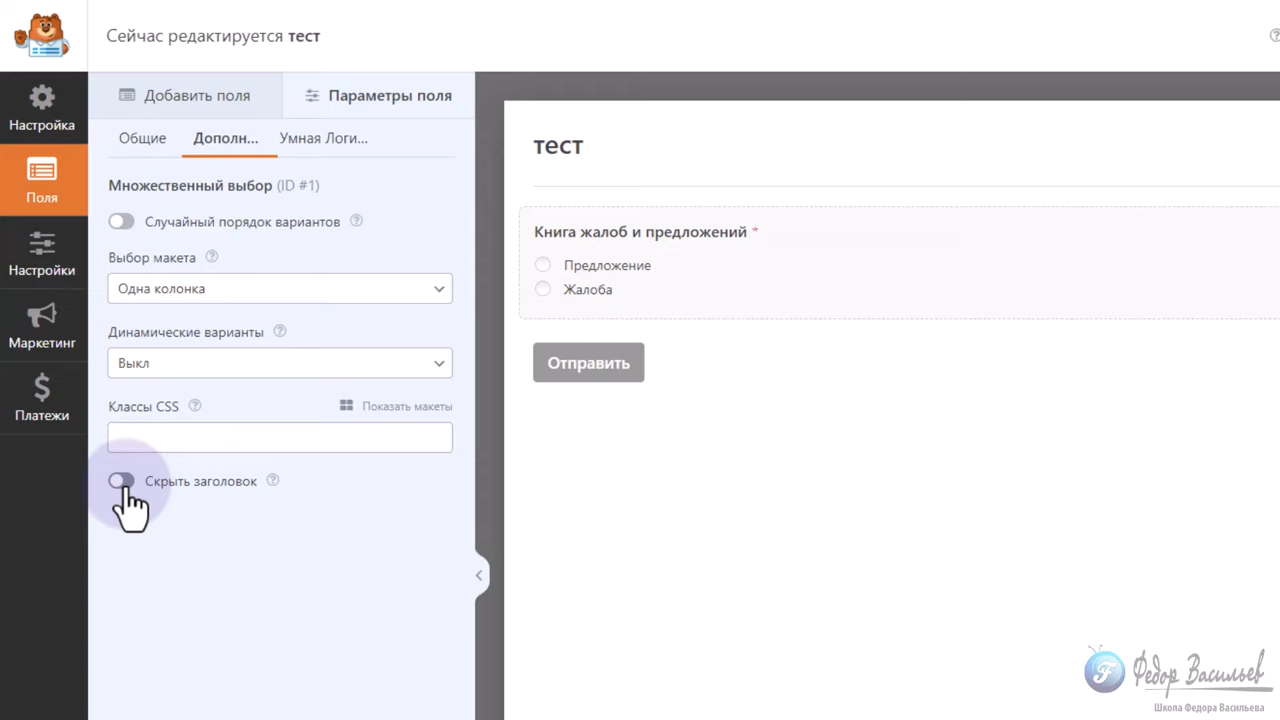 Сейчас редактируется тест
Настройка
Поля
Настройки
Маркетинг
Платежи
Добавить поля
Параметры поля
Общие
Дополн...
Умная Логи...
Множественный выбор (ID #1)
Случайный порядок вариантов
Выбор макета
Одна колонка
Динамические варианты
Выкл
Классы CSS
Показать макеты
Скрыть заголовок
тест
Книга жалоб и предложений *
Предложение
Жалоба
Отправить
Федор Васильев
Школа Федора Васильева